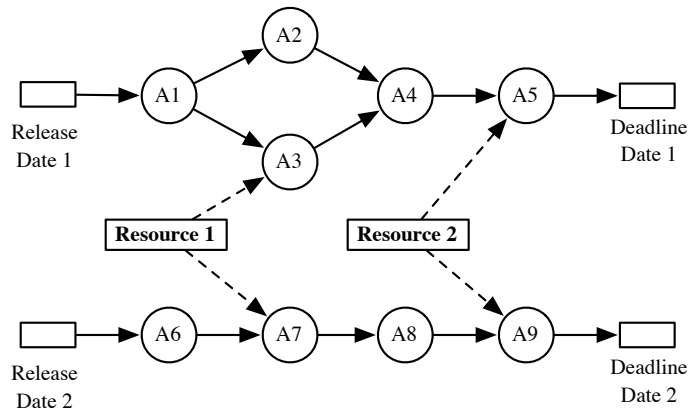 A2
A1
A4
A5
Release
Date 1
Deadline
Date 1
A3
Resource 1
Resource 2
A6
A7
A8
A9
Release
Date 2
Deadline
Date 2